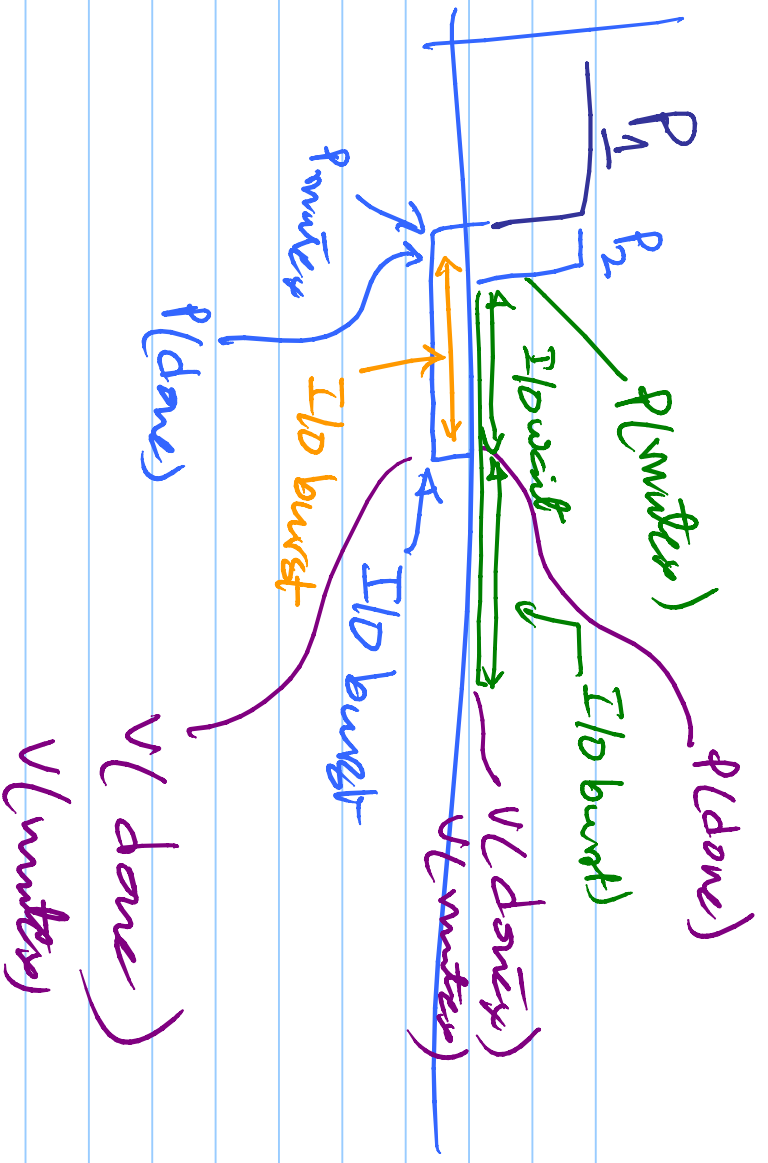 P1
P2
P(mutex)
P(done)
I/O wait
I/O burst)
V(done)
V(mutex)
P mutex
P(done)
I/O burst
I/O burst
V(done)
V(mutex)